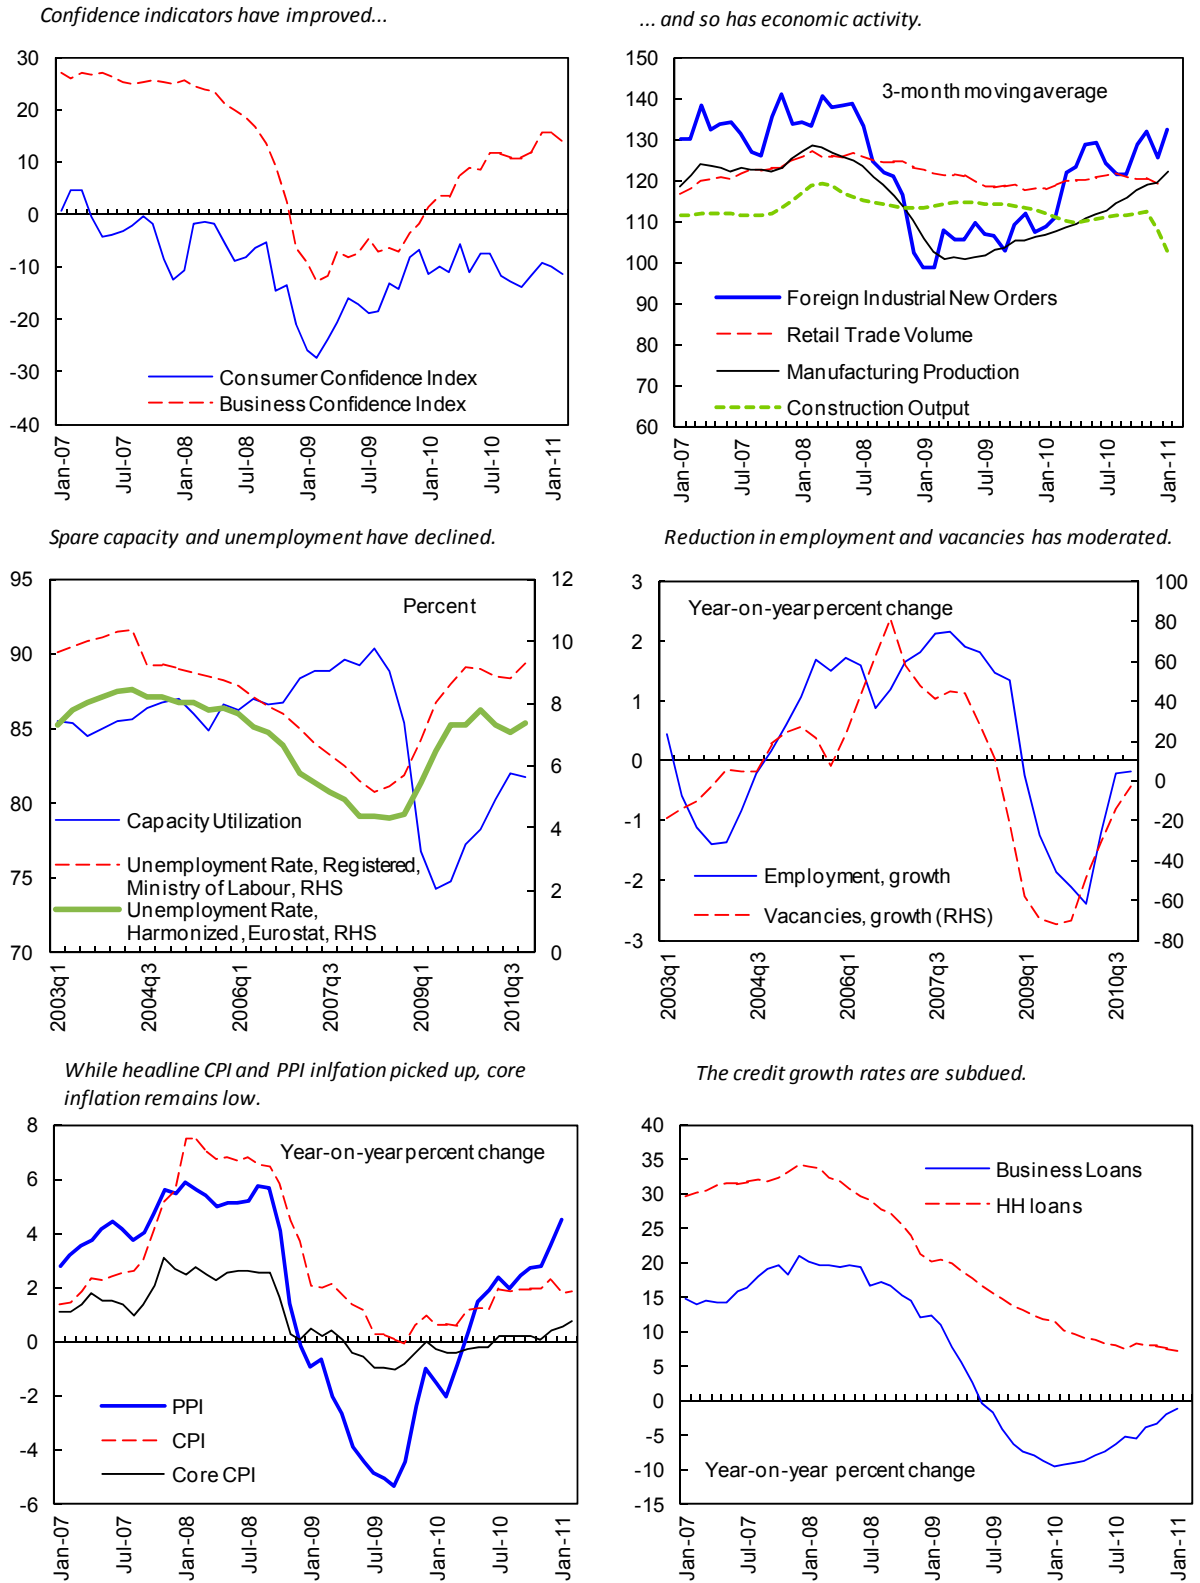 Confidence indicators have improved...
30
20
10
0
-10
-20
-30
-40
Consumer Confidence Index
Business Confidence Index
Jan-07
Jul-07
Jan-08
Jul-08
Jan-09
Jul-09
Jan-10
Jul-10
Jan-11
... and so has economic activity.
150
140
130
120
110
100
90
80
70
60
3-month moving average
Foreign Industrial New Orders
Retail Trade Volume
Manufacturing Production
Construction Output
Jan-07
Jul-07
Jan-08
Jul-08
Jan-09
Jul-09
Jan-10
Jul-10
Jan-11
Spare capacity and unemployment have declined.
95
90
85
80
75
70
12
10
8
6
4
2
0
Percent
Capacity Utilization
Unemployment Rate, Registered,
Ministry of Labour, RHS
Unemployment Rate,
Harmonized, Eurostat, RHS
2003q1
2004q3
2006q1
2007q3
2009q1
2010q3
Reduction in employment and vacancies has moderated.
3
2
1
0
-1
-2
-3
100
80
60
40
20
0
-20
-40
-60
-80
Year-on-year percent change
Employment, growth
Vacancies, growth (RHS)
2003q1
2004q3
2006q1
2007q3
2009q1
2010q3
While headline CPI and PPI inlfation picked up, core
inflation remains low.
8
6
4
2
0
-2
-4
-6
Year-on-year percent change
PPI
CPI
Core CPI
Jan-07
Jul-07
Jan-08
Jul-08
Jan-09
Jul-09
Jan-10
Jul-10
Jan-11
The credit growth rates are subdued.
40
35
30
25
20
15
10
5
0
-5
-10
-15
Business Loans
HH loans
Year-on-year percent change
Jan-07
Jul-07
Jan-08
Jul-08
Jan-09
Jul-09
Jan-10
Jul-10
Jan-11